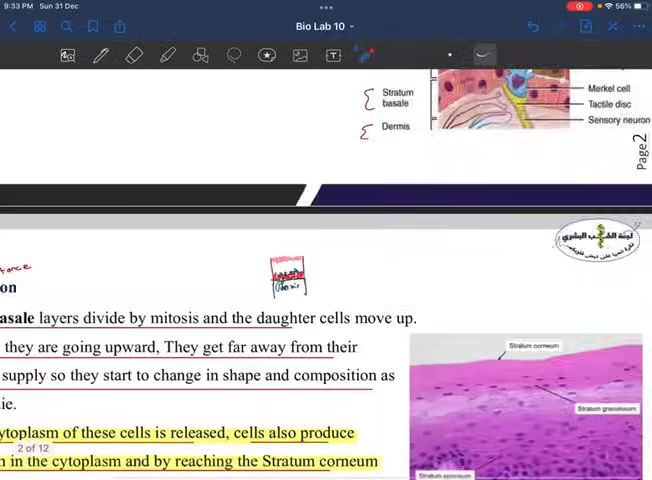 9:33 PM Sun 31 Dec
56%
Bio Lab 10
Stratum
basale
Dermis
Merkel cell
Tactile disc
Sensory neuron
Page2
on
asale layers divide by mitosis and the daughter cells move up.
they are going upward, They get far away from their
supply so they start to change in shape and composition as
die.
ytoplasm of these cells is released, cells also produce
2 of 12
n in the cytoplasm and by reaching the Stratum corneum
Stratum corneum
Stratum granulosum
Stratum spinosum